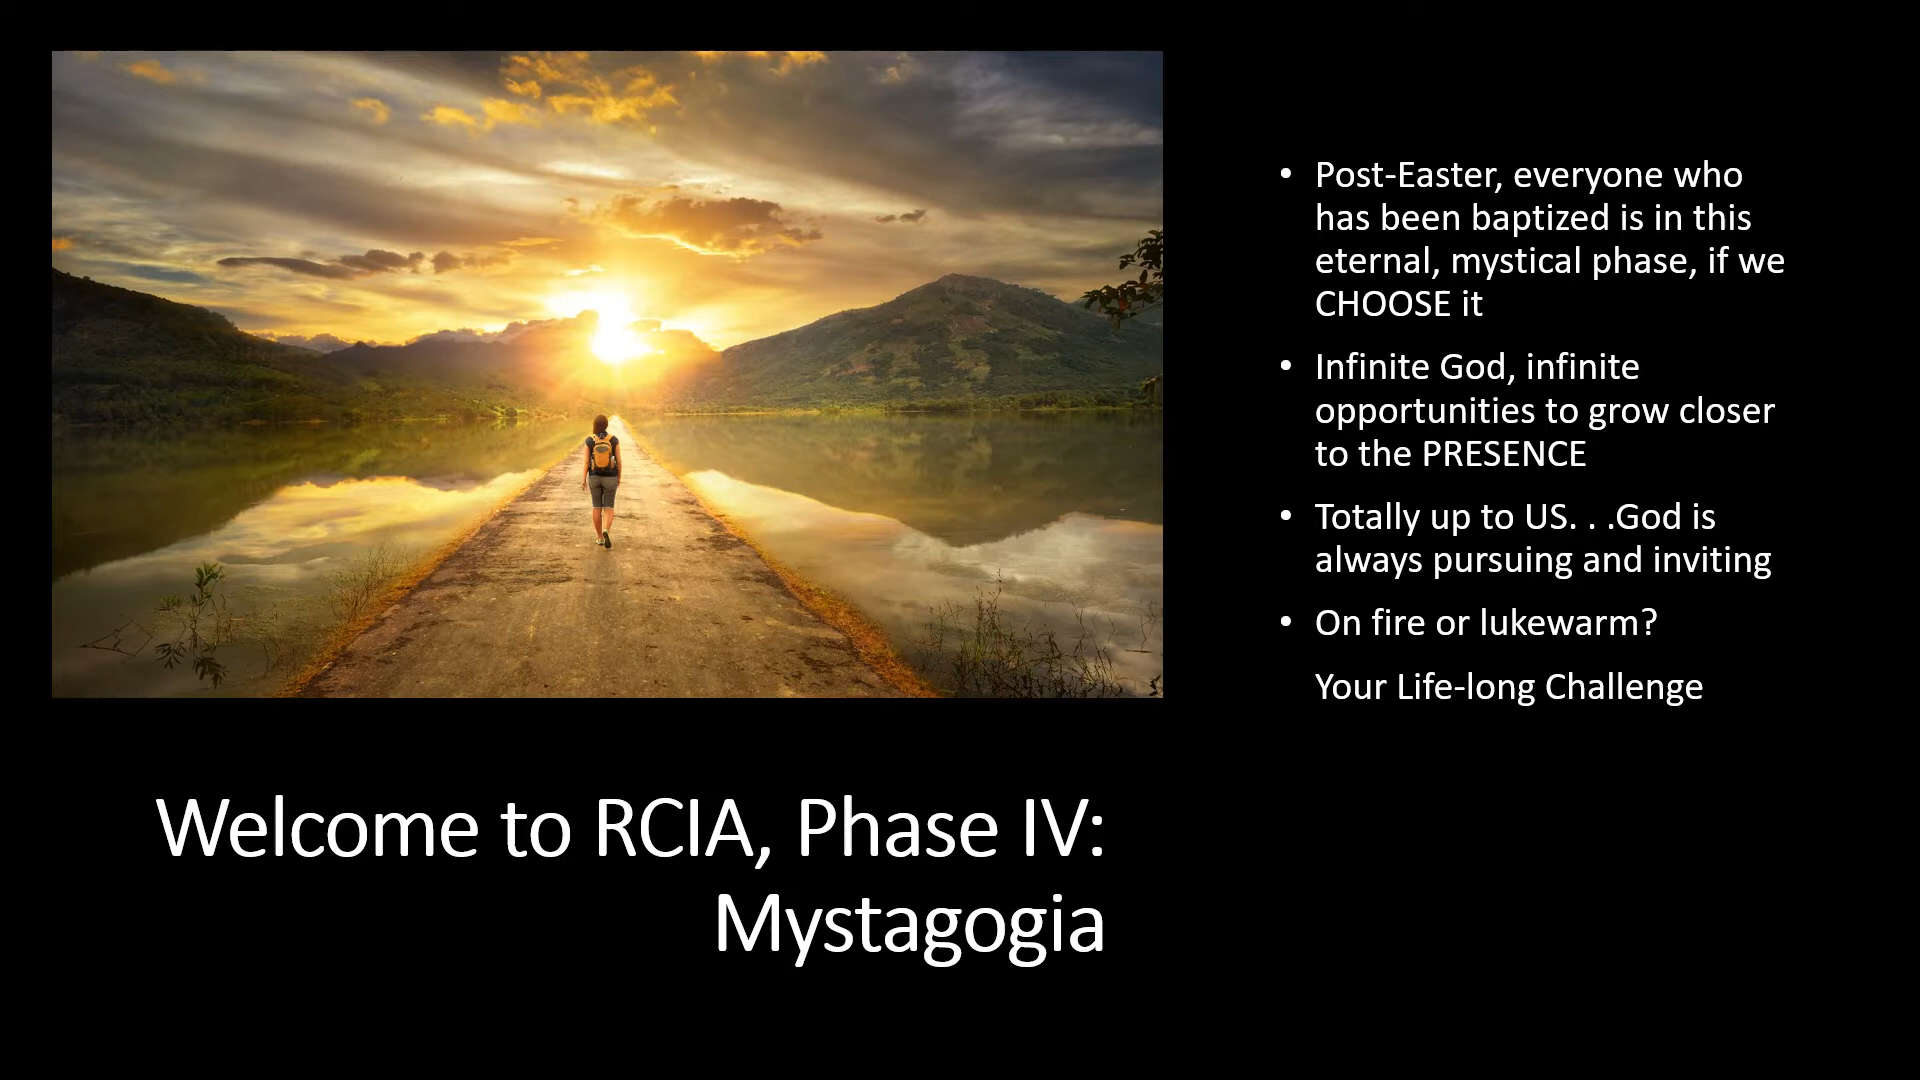 • Post-Easter, everyone who
has been baptized is in this
eternal, mystical phase, if we
CHOOSE it
• Infinite God, infinite
opportunities to grow closer
to the PRESENCE
• Totally up to US. . .God is
always pursuing and inviting
• On fire or lukewarm?
Your Life-long Challenge
Welcome to RCIA, Phase IV:
Mystagogia